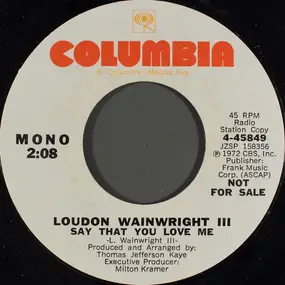 COLUMBIA
® Columbia, Marcas Reg.
45 RPM
Radio
Station Copy
4-45849
JZSP 158356
℗ 1972 CBS, Inc.
Publisher:
Frank Music
Corp. (ASCAP)
NOT
FOR SALE
MONO
2:08
LOUDON WAINWRIGHT III
SAY THAT YOU LOVE ME
-L. Wainwright III-
Produced and Arranged by:
Thomas Jefferson Kaye
Executive Producer:
Milton Kramer